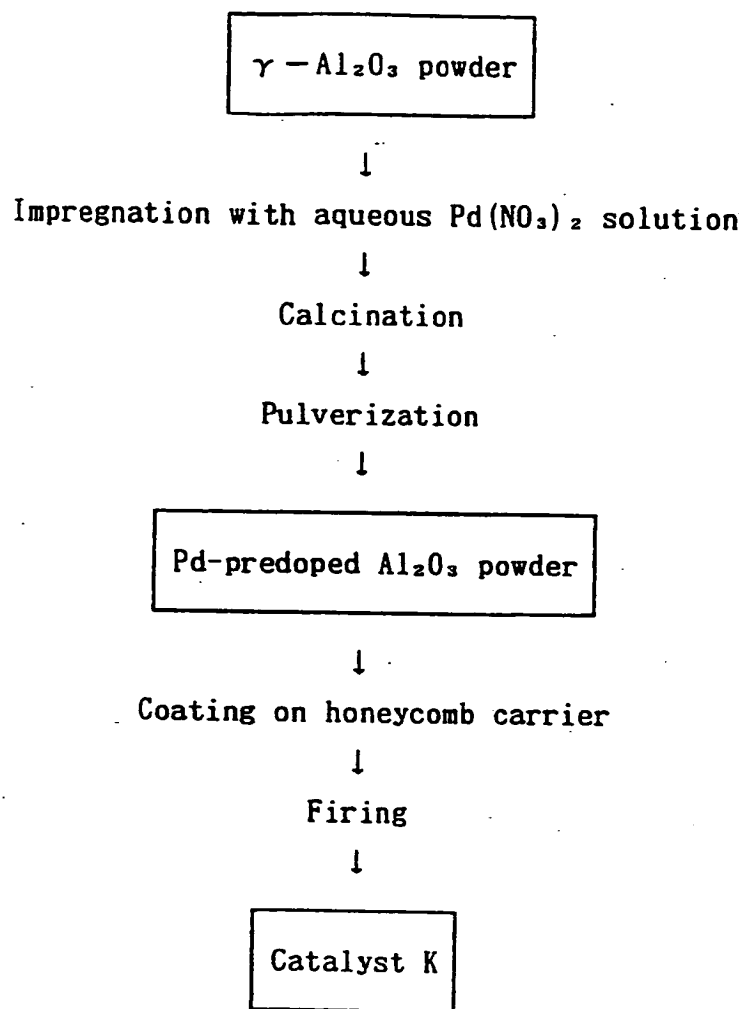 γ-Al₂O₃ powder
↓
Impregnation with aqueous Pd(NO₃)₂ solution
↓
Calcination
↓
Pulverization
↓
Pd-predoped Al₂O₃ powder
↓
Coating on honeycomb carrier
↓
Firing
↓
Catalyst K